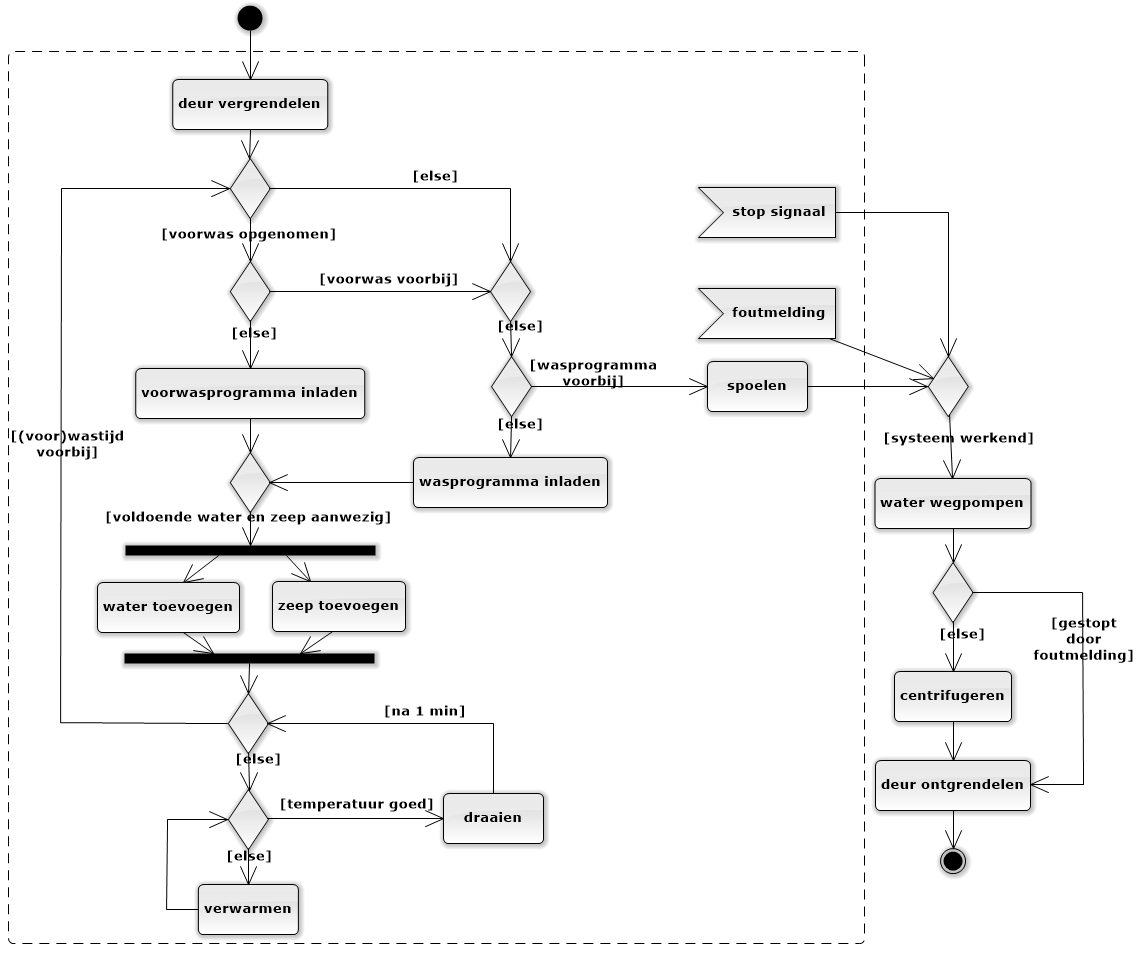 deur vergrendelen
[else]
stop signaal
[voorwas opgenomen]
[voorwas voorbij]
foutmelding
[else]
[else]
[wasprogramma
voorbij]
spoelen
voorwasprogramma inladen
[else]
[(voor)wastijd
voorbij]
[systeem werkend]
wasprogramma inladen
water wegpompen
[voldoende water en zeep aanwezig]
water toevoegen
zeep toevoegen
[else]
[gestopt
door
foutmelding]
centrifugeren
[na 1 min]
[else]
deur ontgrendelen
[temperatuur goed]
draaien
[else]
verwarmen